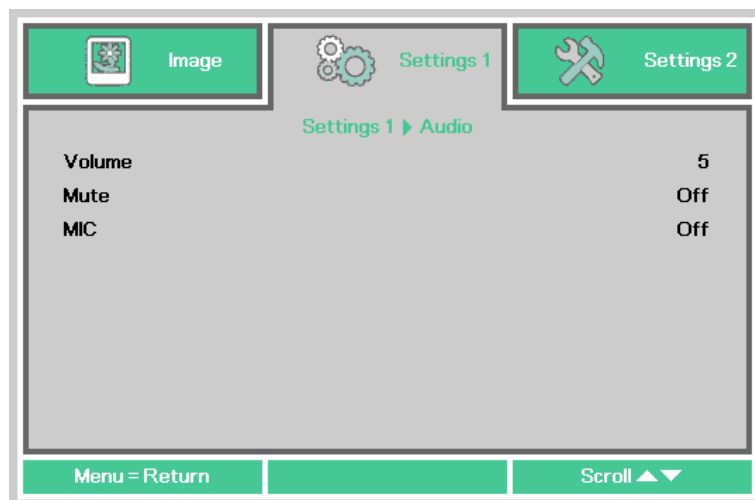 Image Settings 1 Settings 2
Settings 1 ▶ Audio
Volume 5
Mute Off
MIC Off
Menu = Return Scroll ▲▼